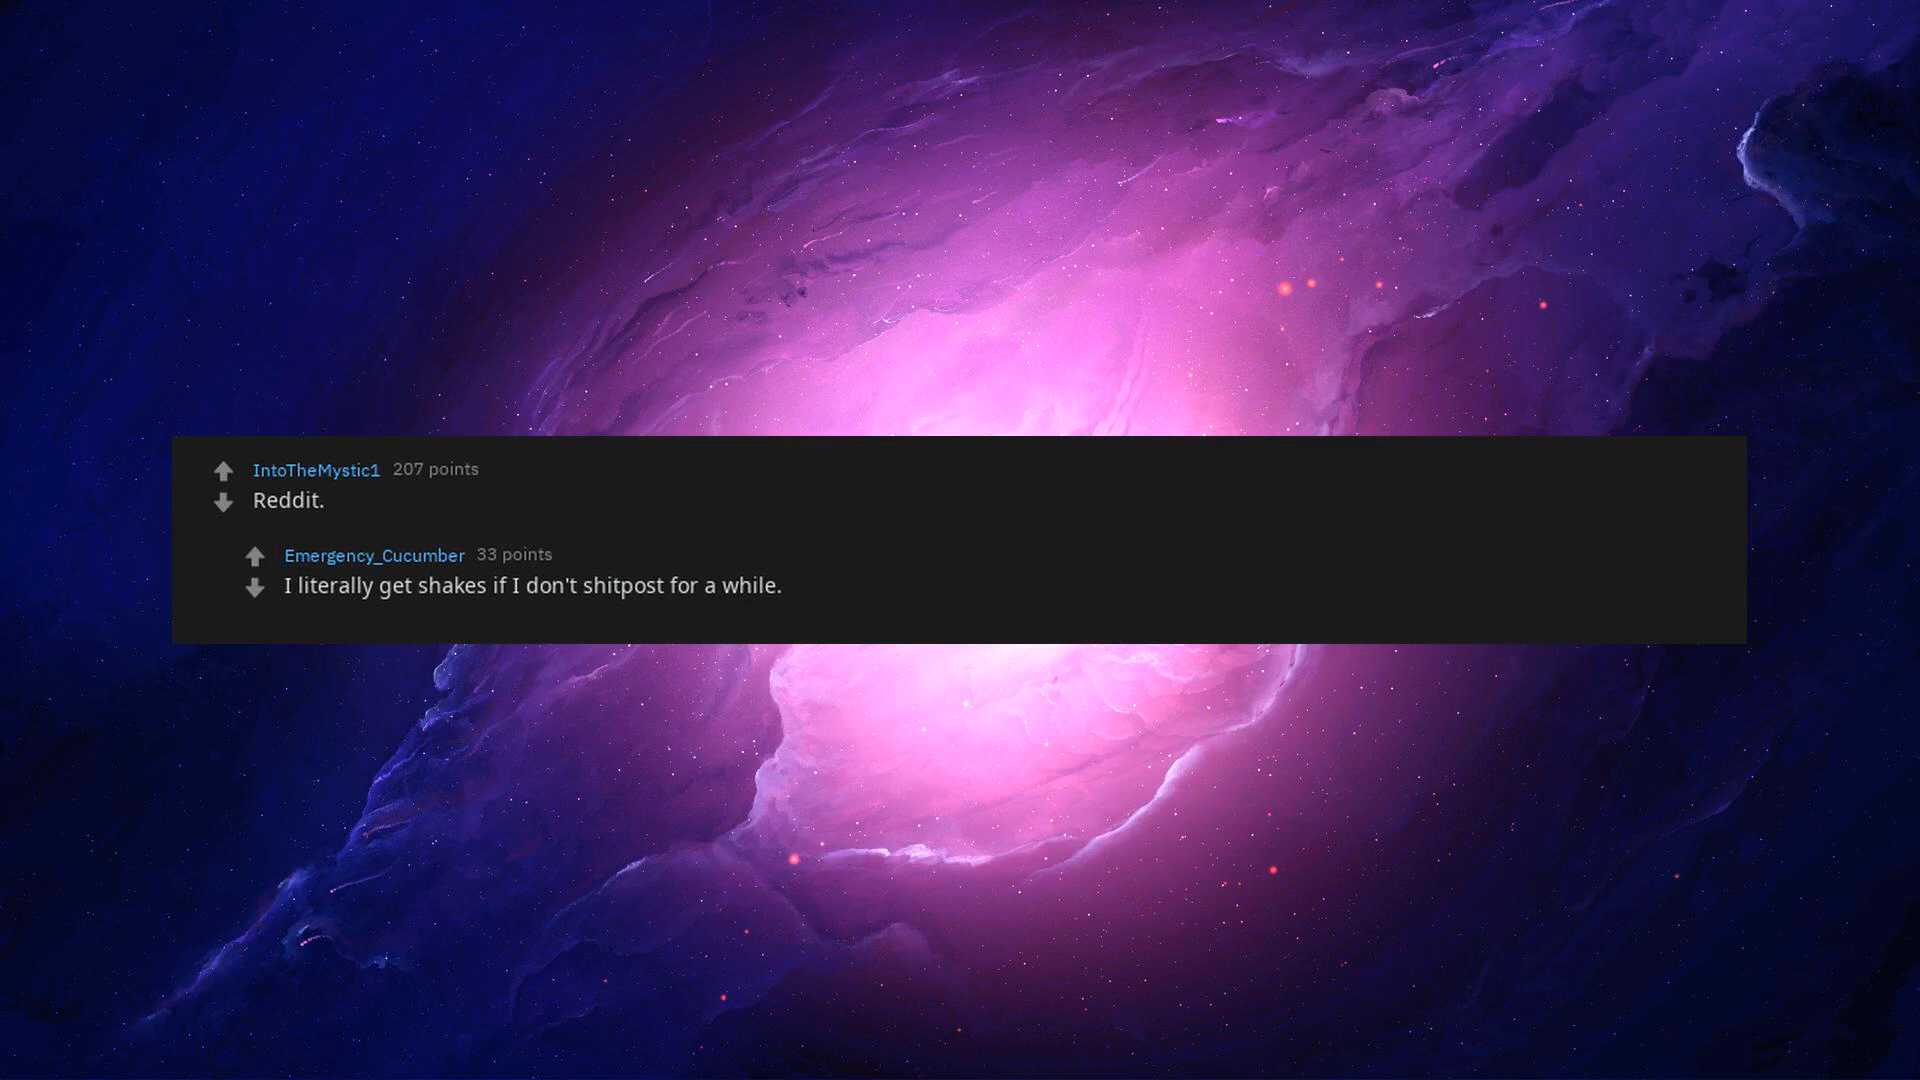 IntoTheMystic1 207 points
Reddit.
Emergency_Cucumber 33 points
I literally get shakes if I don't shitpost for a while.